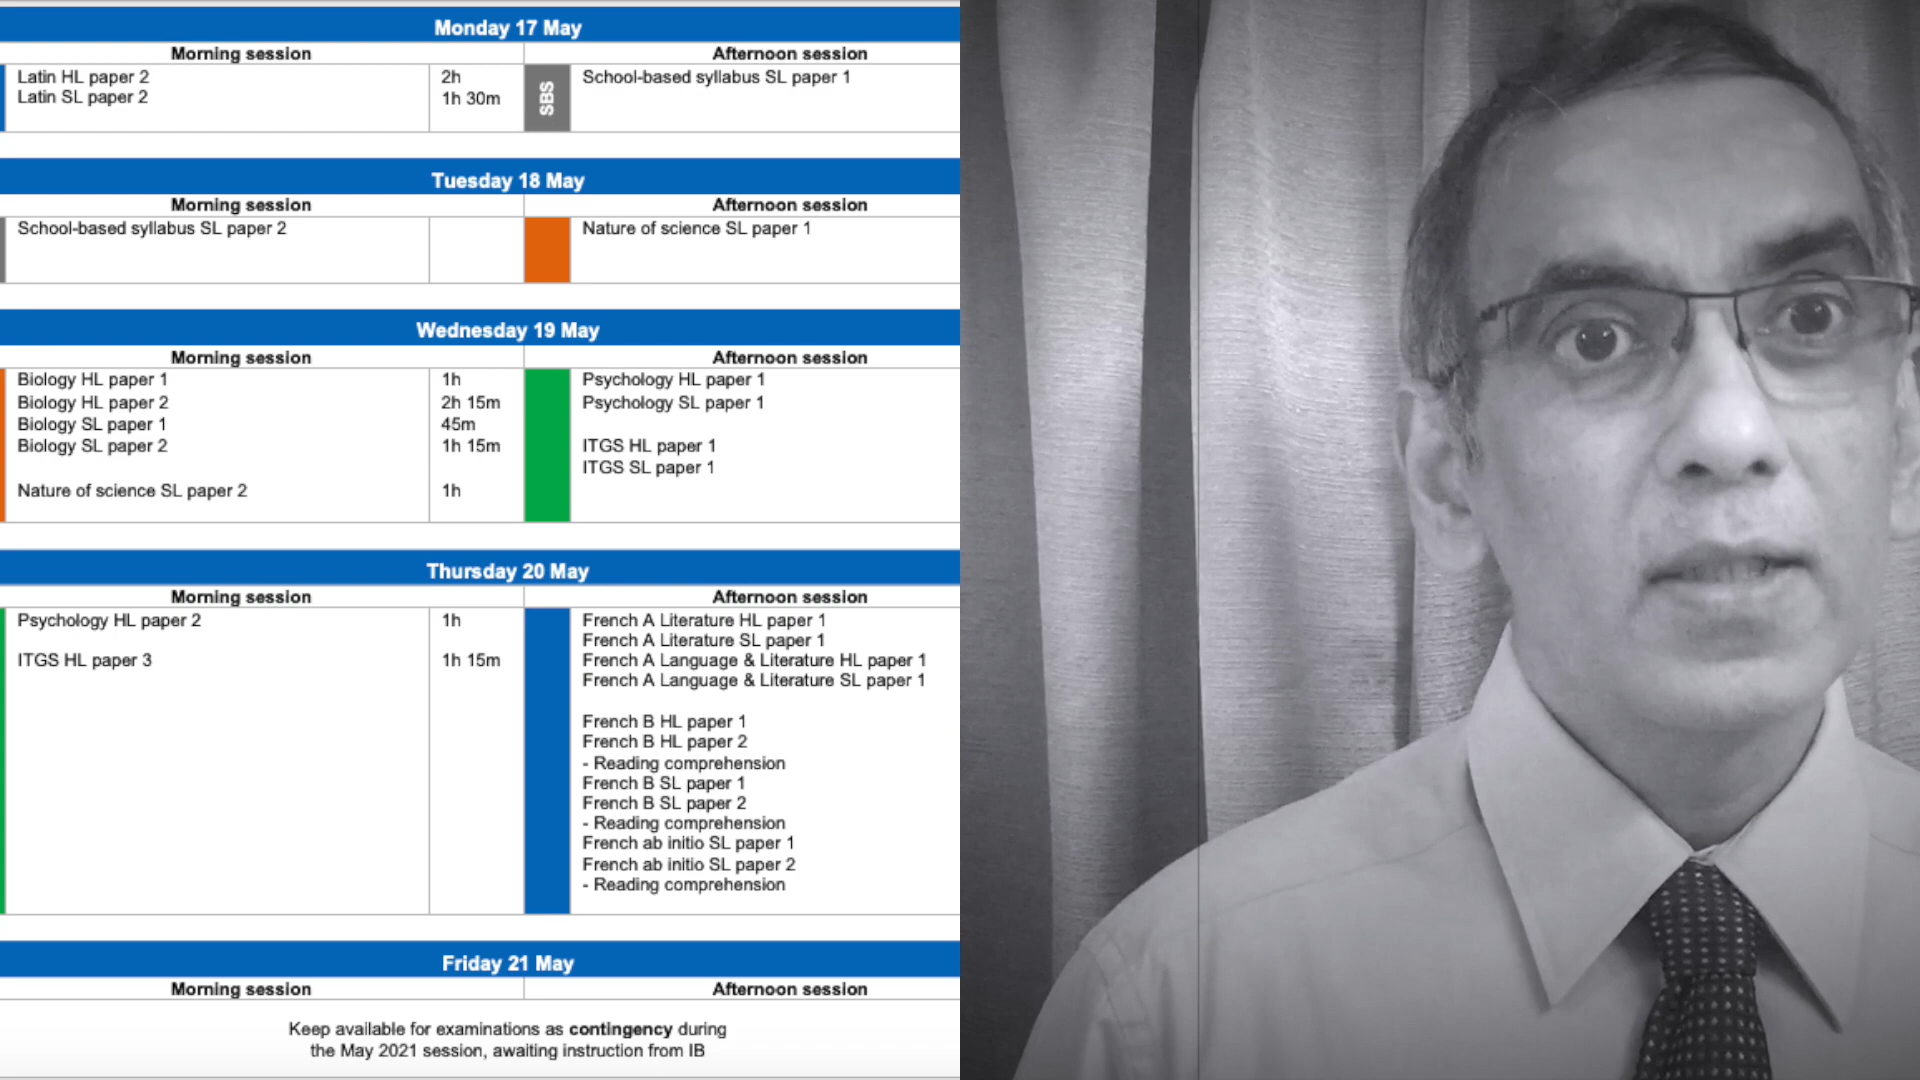 Monday 17 May
Morning session Afternoon session
Latin HL paper 2 2h SBS School-based syllabus SL paper 1
Latin SL paper 2 1h 30m
Tuesday 18 May
Morning session Afternoon session
School-based syllabus SL paper 2 Nature of science SL paper 1
Wednesday 19 May
Morning session Afternoon session
Biology HL paper 1 1h Psychology HL paper 1
Biology HL paper 2 2h 15m Psychology SL paper 1
Biology SL paper 1 45m
Biology SL paper 2 1h 15m ITGS HL paper 1
ITGS SL paper 1
Nature of science SL paper 2 1h
Thursday 20 May
Morning session Afternoon session
Psychology HL paper 2 1h French A Literature HL paper 1
French A Literature SL paper 1
ITGS HL paper 3 1h 15m French A Language & Literature HL paper 1
French A Language & Literature SL paper 1
French B HL paper 1
French B HL paper 2
- Reading comprehension
French B SL paper 1
French B SL paper 2
- Reading comprehension
French ab initio SL paper 1
French ab initio SL paper 2
- Reading comprehension
Friday 21 May
Morning session Afternoon session
Keep available for examinations as contingency during
the May 2021 session, awaiting instruction from IB